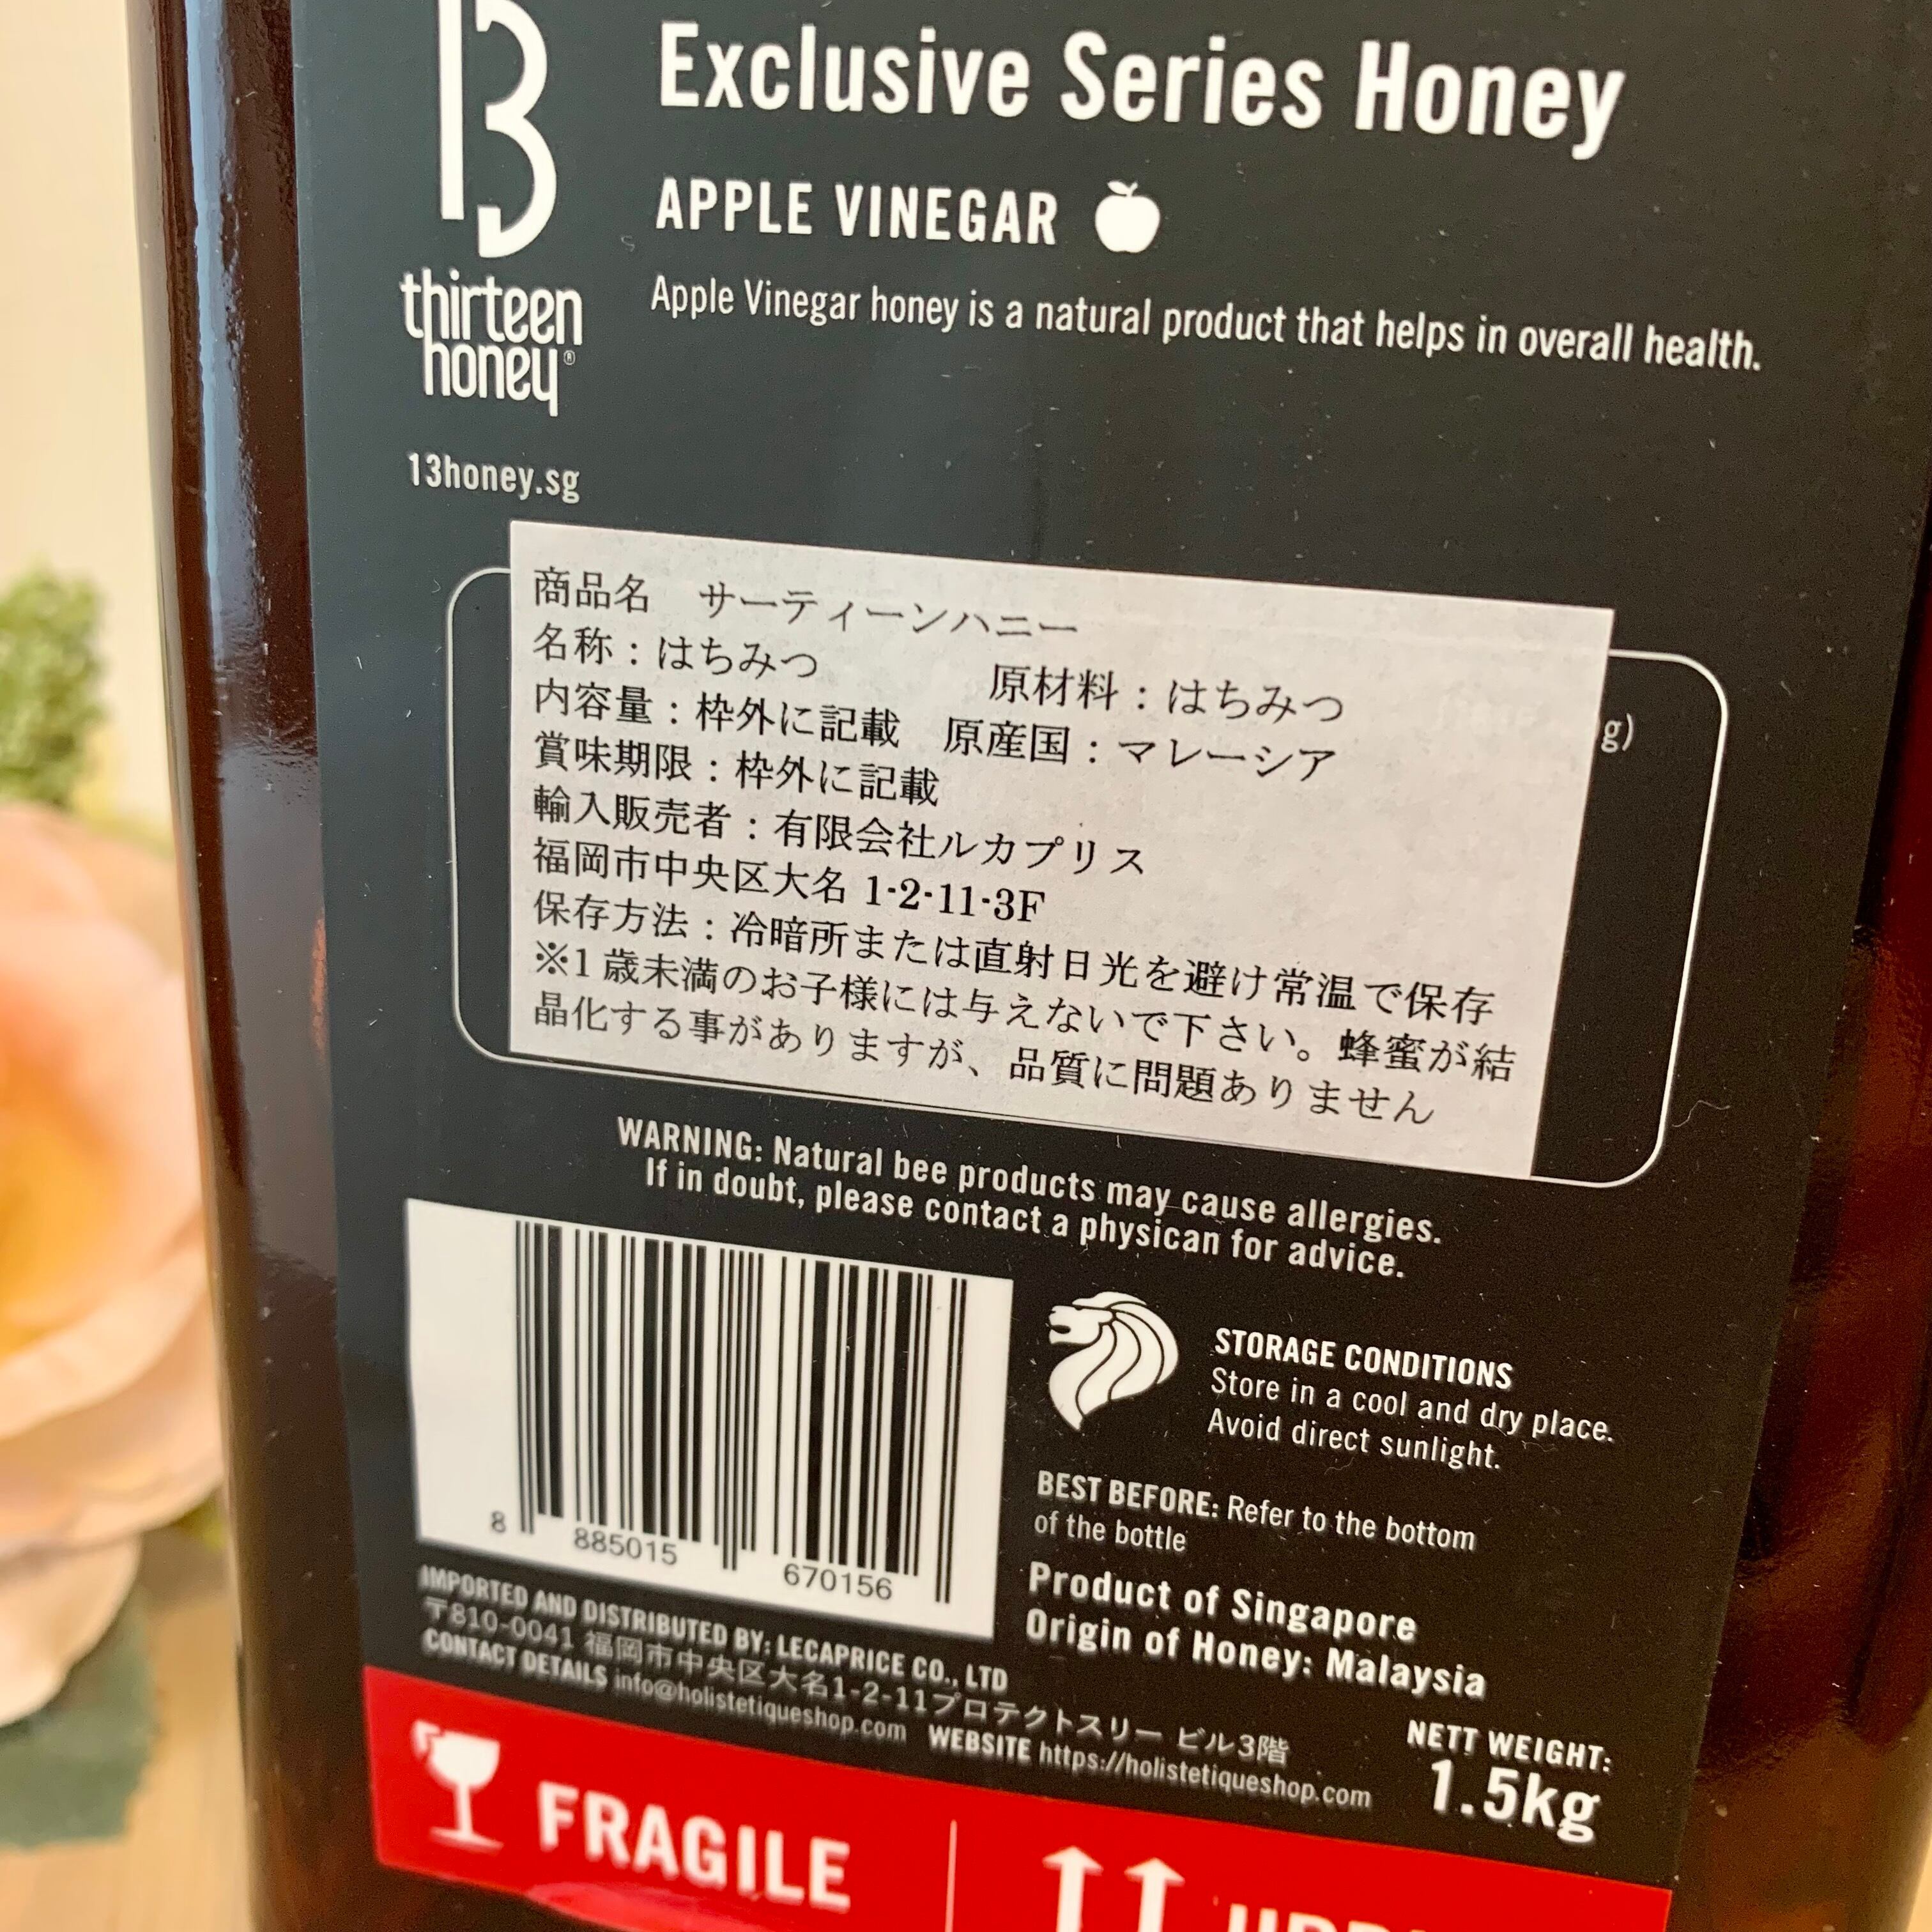 13
thirteen
honey®
13honey.sg
Exclusive Series Honey
APPLE VINEGAR
Apple Vinegar honey is a natural product that helps in overall health.
g)
商品名　サーティーンハニー
名称：はちみつ　原材料：はちみつ
内容量：枠外に記載　原産国：マレーシア
賞味期限：枠外に記載
輸入販売者：有限会社ルカプリス
福岡市中央区大名 1-2-11-3F
保存方法：冷暗所または直射日光を避け常温で保存
※1 歳未満のお子様には与えないで下さい。蜂蜜が結
晶化する事がありますが、品質に問題ありません
WARNING: Natural bee products may cause allergies.
If in doubt, please contact a physican for advice.
8 885015 670156
STORAGE CONDITIONS
Store in a cool and dry place.
Avoid direct sunlight.
BEST BEFORE: Refer to the bottom
of the bottle
Product of Singapore
Origin of Honey: Malaysia
IMPORTED AND DISTRIBUTED BY: LECAPRICE CO., LTD
〒810-0041 福岡市中央区大名1-2-11プロテクトスリー ビル3階
CONTACT DETAILS info@holistetiqueshop.com WEBSITE https://holistetiqueshop.com
NETT WEIGHT:
1.5kg
FRAGILE